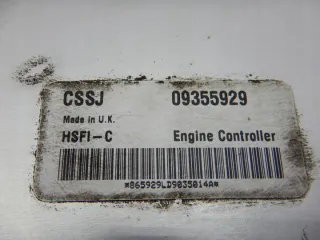 CSSJ 09355929
Made in U.K.
HSFI-C Engine Controller
*865929LD9035014A*